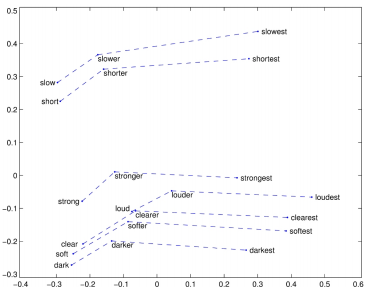 0.5
0.4
0.3
0.2
0.1
0
−0.1
−0.2
−0.3
slowest
slower
shortest
slow
shorter
short
stronger
strongest
louder
loudest
strong
loud
clearer
clearest
softer
softest
clear
darker
soft
darkest
dark
−0.4 −0.3 −0.2 −0.1 0 0.1 0.2 0.3 0.4 0.5 0.6